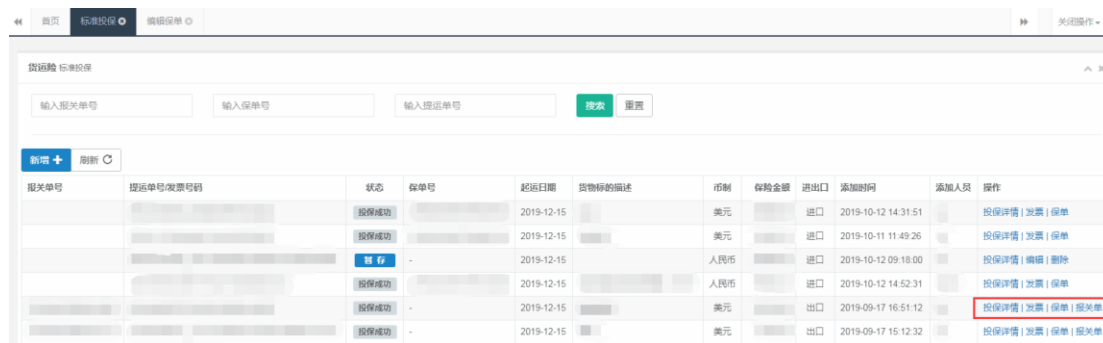 首页 标准投保 编辑保单 关闭操作
货运险 标准投保
输入报关单号 输入保单号 输入提运单号 搜索 重置
新增 刷新
报关单号 提运单号/发票号码 状态 保单号 起运日期 货物标的描述 币制 保险金额 进出口 添加时间 添加人员 操作
投保成功 2019-12-15 美元 进口 2019-10-12 14:31:51 投保详情 | 发票 | 保单
投保成功 2019-12-15 美元 进口 2019-10-11 11:49:26 投保详情 | 发票 | 保单
暂存 - 2019-12-15 人民币 进口 2019-10-12 09:18:00 投保详情 | 编辑 | 删除
投保成功 2019-12-15 人民币 进口 2019-10-12 14:52:31 投保详情 | 发票 | 保单
投保成功 - 2019-12-15 美元 出口 2019-09-17 16:51:12 投保详情 | 发票 | 保单 | 报关单
投保成功 - 2019-12-15 美元 出口 2019-09-17 15:12:32 投保详情 | 发票 | 保单 | 报关单